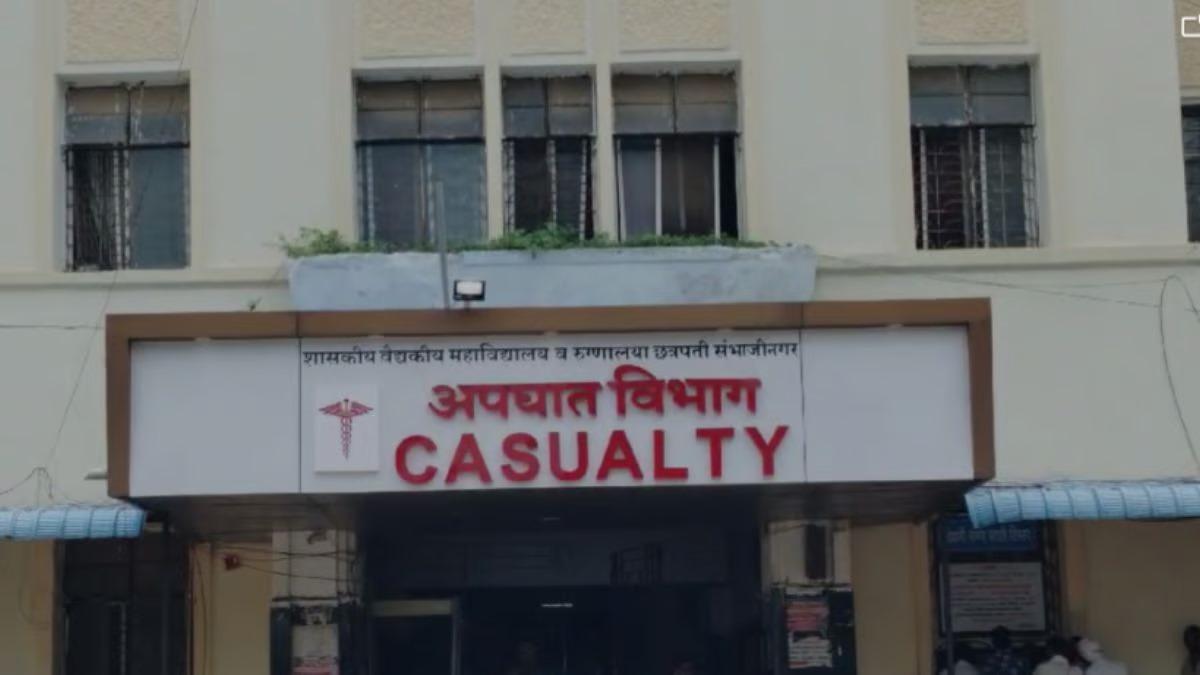 शासकीय वैद्यकीय महाविद्यालय व रुग्णालया छत्रपती संभाजीनगर
अपघात विभाग
CASUALTY